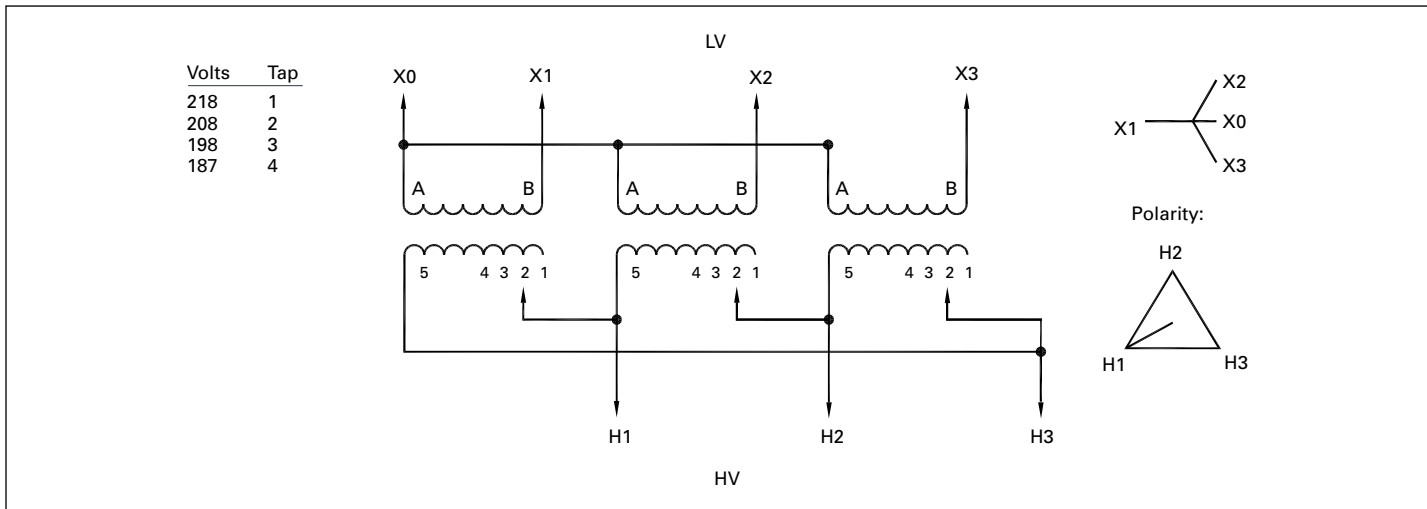 LV
Volts Tap
218 1
208 2
198 3
187 4
X0 X1 X2 X3
A B A B A B
5 4 3 2 1 5 4 3 2 1 5 4 3 2 1
H1 H2 H3
HV
X2
X1 X0
X3
Polarity:
H2
H1 H3